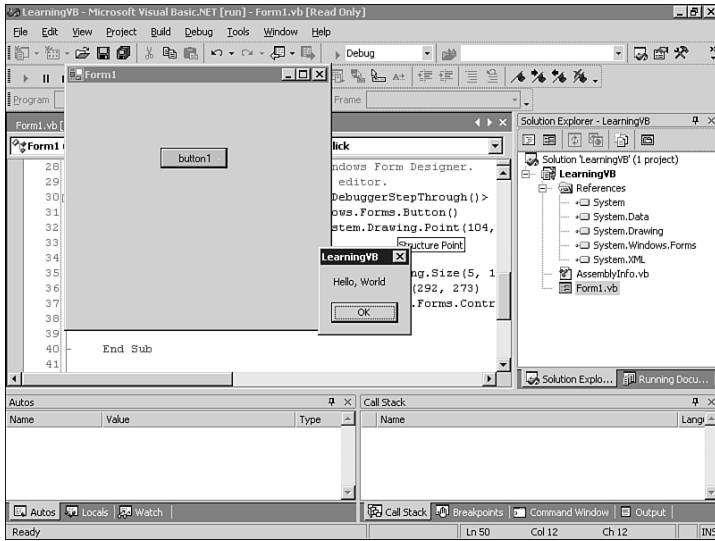 LearningVB - Microsoft Visual Basic.NET [run] - Form1.vb [Read Only]
File Edit View Project Build Debug Tools Window Help
Debug
Program
Frame
Form1
button1
Form1.vb [
Form1
lick
28 ndows Form Designer.
29 editor.
30 DebuggerStepThrough()>
31 ows.Forms.Button()
32 stem.Drawing.Point(104,
33
Structure Point
34
35 ng.Size(5, 1
36 (292, 273)
37 .Forms.Contr
38
39
40 End Sub
41
LearningVB
Hello, World
OK
Solution Explorer - LearningVB
Solution 'LearningVB' (1 project)
LearningVB
References
System
System.Data
System.Drawing
System.Windows.Forms
System.XML
AssemblyInfo.vb
Form1.vb
Solution Explo... Running Docu...
Autos
Name Value Type
Call Stack
Name Langu
Autos Locals Watch
Call Stack Breakpoints Command Window Output
Ready Ln 50 Col 12 Ch 12 INS